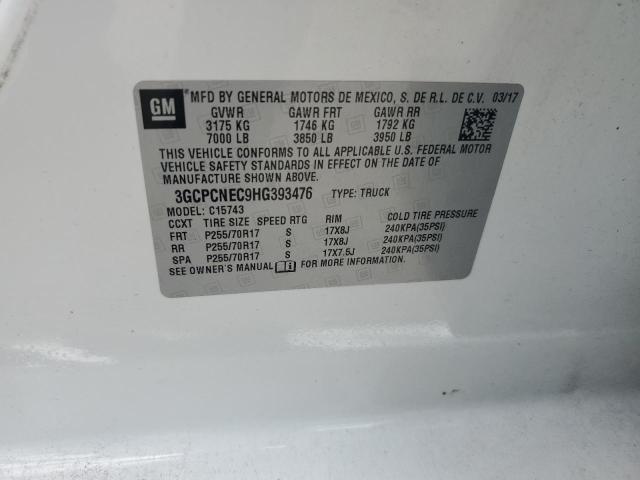 GM MFD BY GENERAL MOTORS DE MEXICO, S. DE R.L. DE C.V. 03/17
GVWR GAWR FRT GAWR RR
3175 KG 1746 KG 1792 KG
7000 LB 3850 LB 3950 LB
THIS VEHICLE CONFORMS TO ALL APPLICABLE U.S. FEDERAL MOTOR
VEHICLE SAFETY STANDARDS IN EFFECT ON THE DATE OF
MANUFACTURE SHOWN ABOVE.
3GCPCNEC9HG393476 TYPE: TRUCK
MODEL: C15743
CCXT TIRE SIZE SPEED RTG RIM COLD TIRE PRESSURE
FRT P255/70R17 S 17X8J 240KPA(35PSI)
RR P255/70R17 S 17X8J 240KPA(35PSI)
SPA P255/70R17 S 17X7.5J 240KPA(35PSI)
SEE OWNER'S MANUAL FOR MORE INFORMATION.